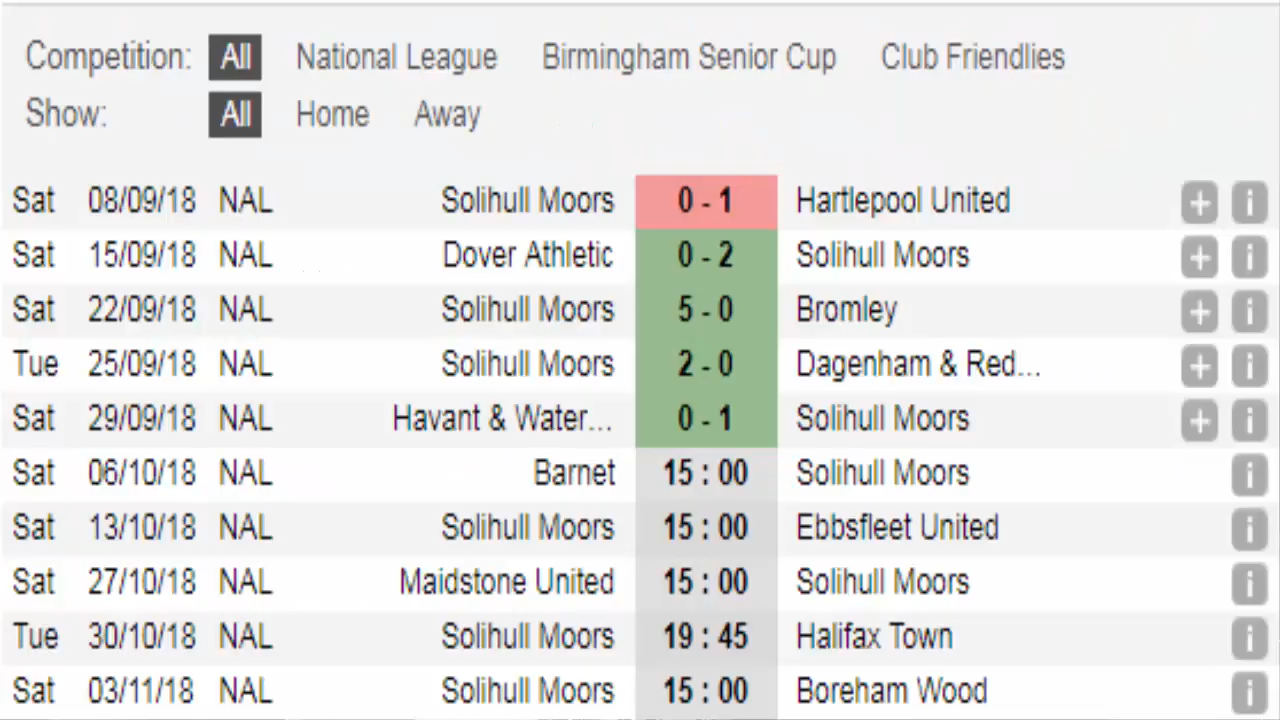 Competition: All National League Birmingham Senior Cup Club Friendlies
Show: All Home Away
Sat 08/09/18 NAL Solihull Moors 0 - 1 Hartlepool United + i
Sat 15/09/18 NAL Dover Athletic 0 - 2 Solihull Moors + i
Sat 22/09/18 NAL Solihull Moors 5 - 0 Bromley + i
Tue 25/09/18 NAL Solihull Moors 2 - 0 Dagenham & Red... + i
Sat 29/09/18 NAL Havant & Water... 0 - 1 Solihull Moors + i
Sat 06/10/18 NAL Barnet 15 : 00 Solihull Moors i
Sat 13/10/18 NAL Solihull Moors 15 : 00 Ebbsfleet United i
Sat 27/10/18 NAL Maidstone United 15 : 00 Solihull Moors i
Tue 30/10/18 NAL Solihull Moors 19 : 45 Halifax Town i
Sat 03/11/18 NAL Solihull Moors 15 : 00 Boreham Wood i